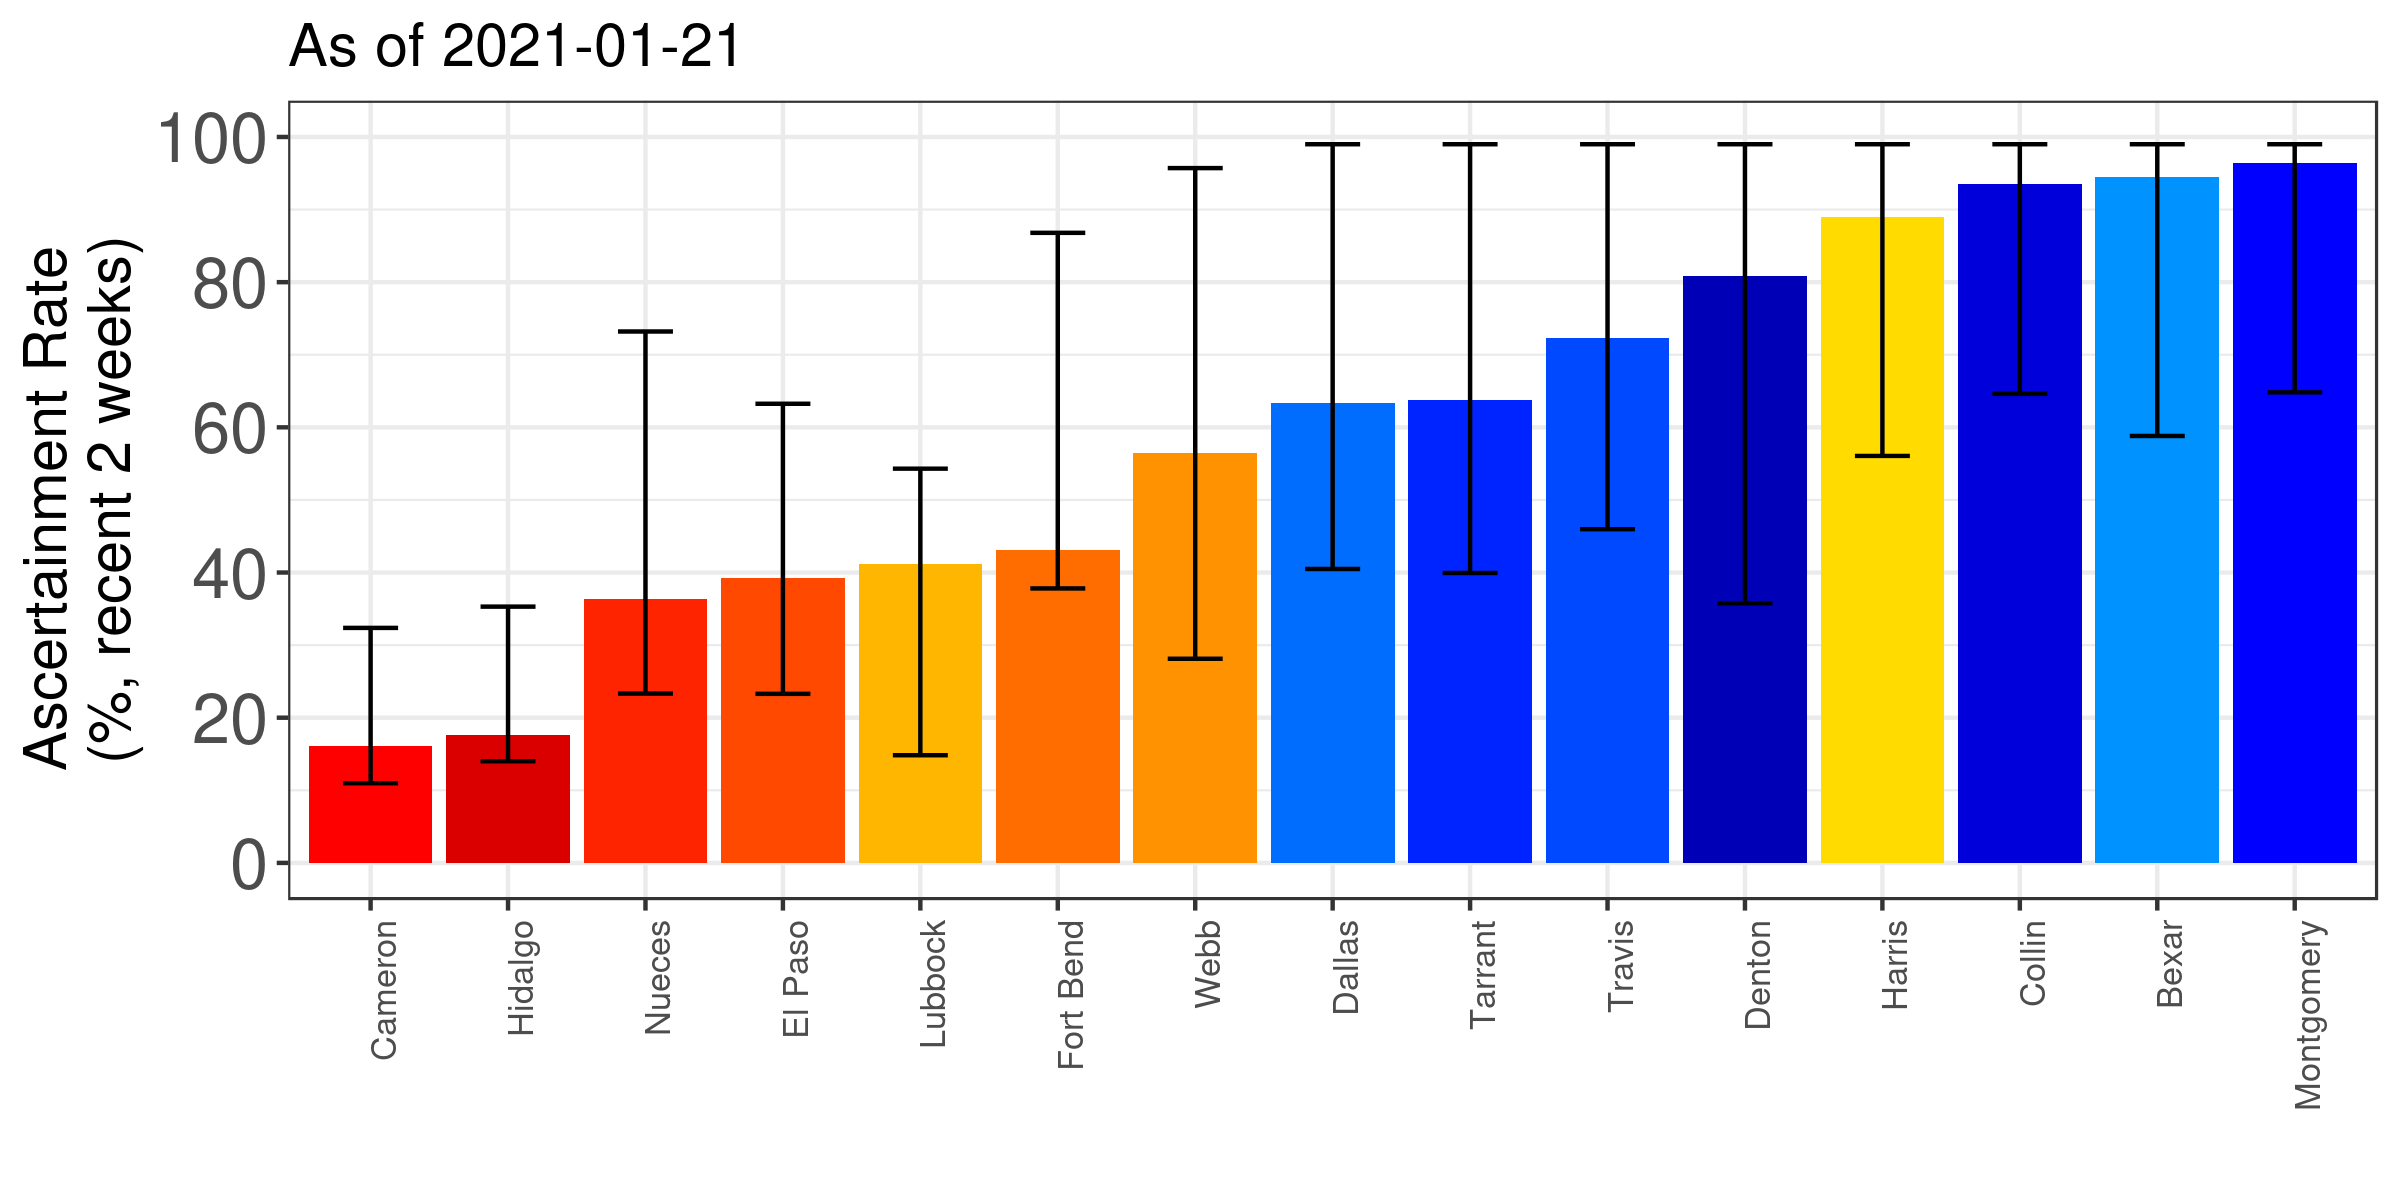 As of 2021-01-21
Ascertainment Rate
(%, recent 2 weeks)
100
80
60
40
20
0
Cameron
Hidalgo
Nueces
El Paso
Lubbock
Fort Bend
Webb
Dallas
Tarrant
Travis
Denton
Harris
Collin
Bexar
Montgomery